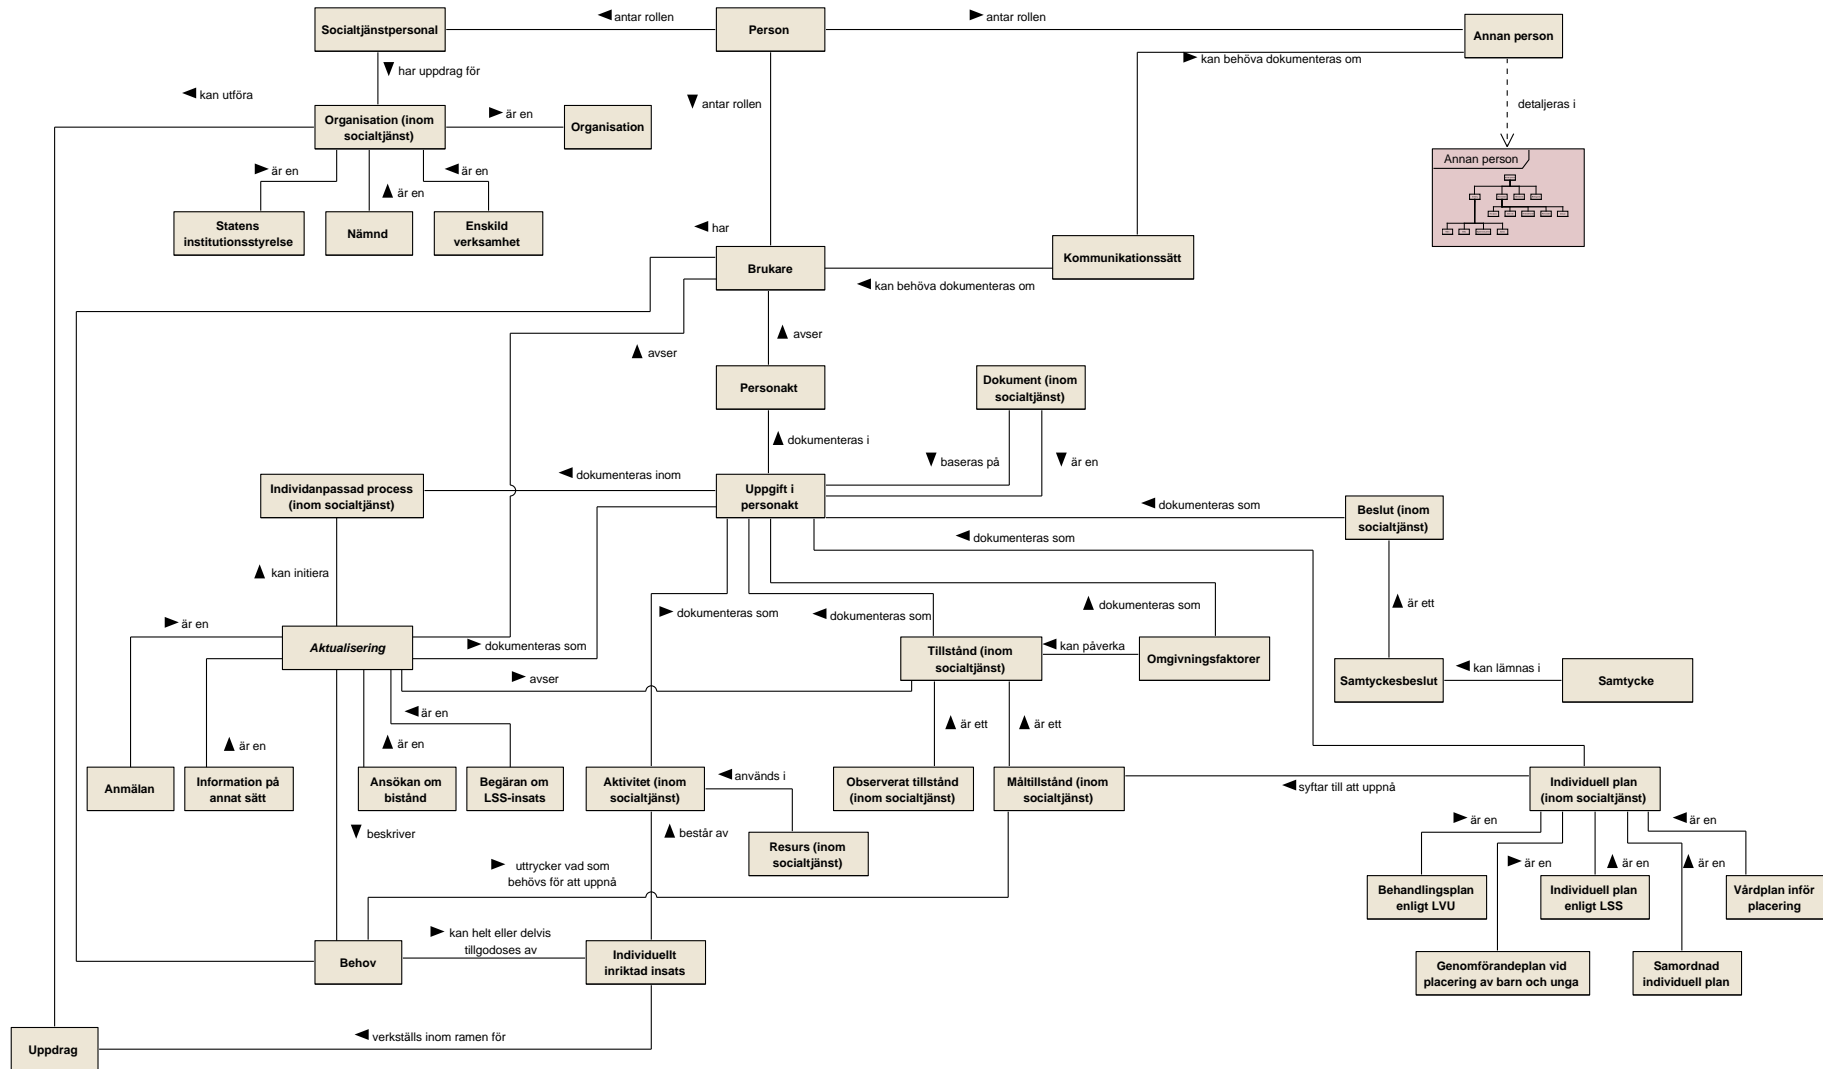 Socialtjänstpersonal
antar rollen
Person
antar rollen
Annan person
har uppdrag för
kan behöva dokumenteras om
kan utföra
antar rollen
detaljeras i
Organisation (inom
socialtjänst)
är en
Organisation
Annan person
är en
är en
är en
Statens
institutionsstyrelse
Nämnd
Enskild
verksamhet
har
Brukare
Kommunikationssätt
kan behöva dokumenteras om
avser
avser
Personakt
Dokument (inom
socialtjänst)
dokumenteras i
baseras på
är en
dokumenteras inom
Individanpassad process
(inom socialtjänst)
Uppgift i
personakt
dokumenteras som
Beslut (inom
socialtjänst)
dokumenteras som
kan initiera
är en
dokumenteras som
dokumenteras som
dokumenteras som
är ett
Aktualisering
dokumenteras som
Tillstånd (inom
socialtjänst)
kan påverka
Omgivningsfaktorer
avser
Samtyckesbeslut
kan lämnas i
Samtycke
är en
är en
är en
är ett
är ett
Anmälan
Information på
annat sätt
Ansökan om
bistånd
Begäran om
LSS-insats
Aktivitet (inom
socialtjänst)
används i
Observerat tillstånd
(inom socialtjänst)
Måltillstånd (inom
socialtjänst)
syftar till att uppnå
Individuell plan
(inom socialtjänst)
beskriver
består av
Resurs (inom
socialtjänst)
är en
är en
är en
är en
är en
uttrycker vad som
behövs för att uppnå
Behandlingsplan
enligt LVU
Individuell plan
enligt LSS
Vårdplan inför
placering
kan helt eller delvis
tillgodoses av
Behov
Individuellt
inriktad insats
Genomförandeplan vid
placering av barn och unga
Samordnad
individuell plan
verkställs inom ramen för
Uppdrag